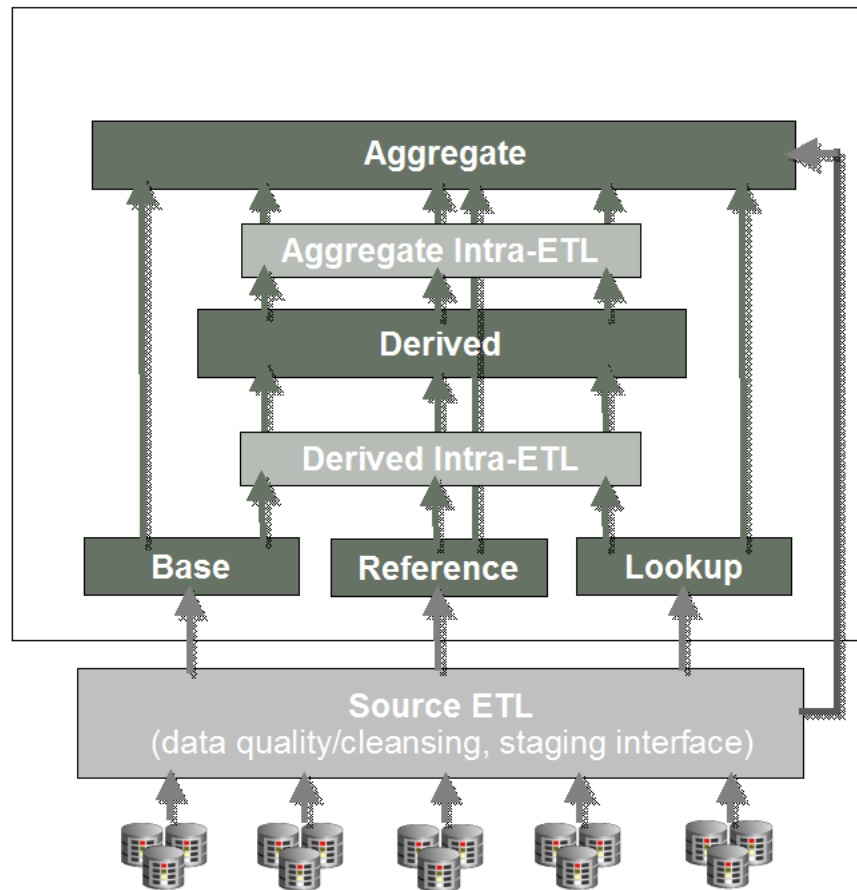 Aggregate
Aggregate Intra-ETL
Derived
Derived Intra-ETL
Base
Reference
Lookup
Source ETL
(data quality/cleansing, staging interface)